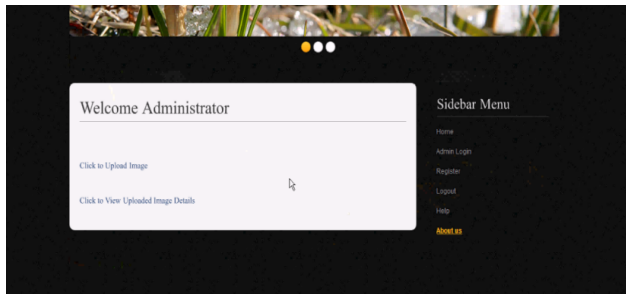 Welcome Administrator
Click to Upload Image
Click to View Uploaded Image Details
Sidebar Menu
Home
Admin Login
Register
Logout
Help
About us